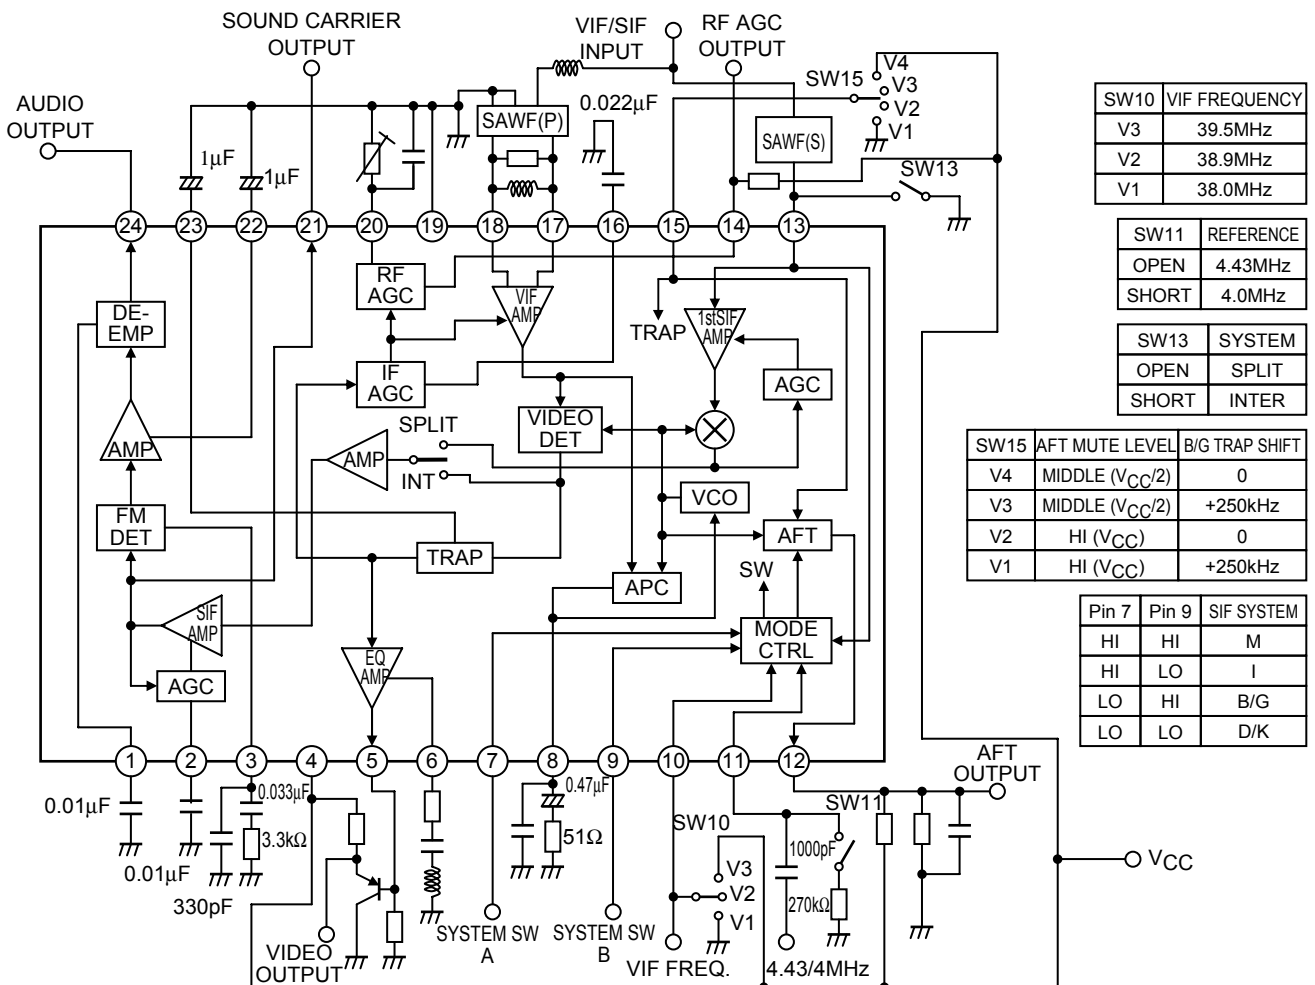 SOUND CARRIER
OUTPUT
VIF/SIF
INPUT
RF AGC
OUTPUT
AUDIO
OUTPUT
1μF
1μF
SAWF(P)
0.022μF
SW15
V4
V3
V2
V1
SAWF(S)
SW13
24
23
22
21
20
19
18
17
16
15
14
13
RF
AGC
VIF
AMP
TRAP
1stSIF
AMP
DE-
EMP
IF
AGC
AGC
VIDEO
DET
SPLIT
INT
AMP
AMP
VCO
FM
DET
TRAP
AFT
APC
SW
SIF
AMP
MODE
CTRL
EQ
AMP
AGC
1
2
3
4
5
6
7
8
9
10
11
12
AFT
OUTPUT
0.01μF
0.01μF
330pF
0.033μF
3.3kΩ
0.47μF
51Ω
SW10
V3
V2
V1
SW11
1000pF
270kΩ
VCC
VIDEO
OUTPUT
SYSTEM SW
A
SYSTEM SW
B
VIF FREQ.
4.43/4MHz
SW10 VIF FREQUENCY
V3 39.5MHz
V2 38.9MHz
V1 38.0MHz
SW11 REFERENCE
OPEN 4.43MHz
SHORT 4.0MHz
SW13 SYSTEM
OPEN SPLIT
SHORT INTER
SW15 AFT MUTE LEVEL B/G TRAP SHIFT
V4 MIDDLE (VCC/2) 0
V3 MIDDLE (VCC/2) +250kHz
V2 HI (VCC) 0
V1 HI (VCC) +250kHz
Pin 7 Pin 9 SIF SYSTEM
HI HI M
HI LO I
LO HI B/G
LO LO D/K